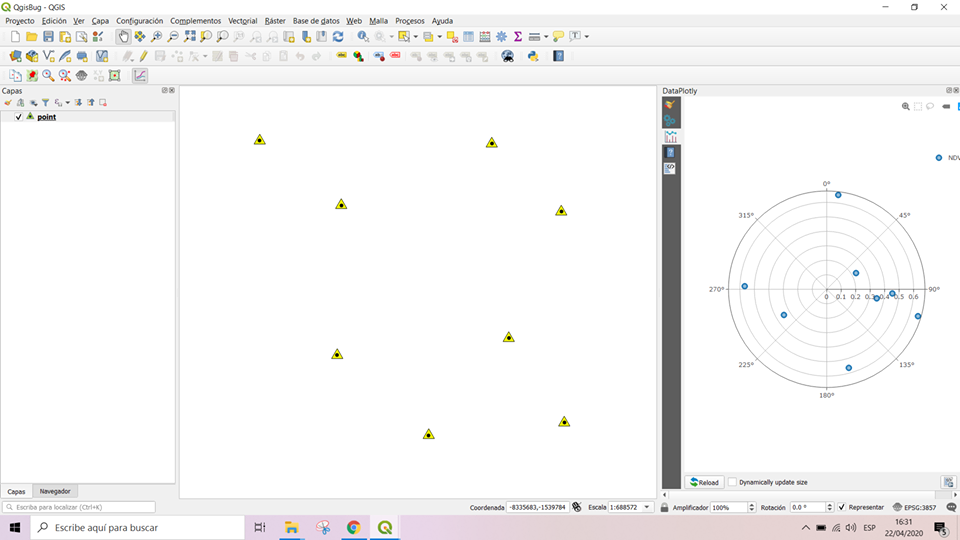 QgisBug - QGIS
Proyecto Edición Ver Capa Configuración Complementos Vectorial Ráster Base de datos Web Malla Procesos Ayuda
Capas
point
DataPlotly
NDV
0°
315° 45°
270° 0 0.1 0.2 0.3 0.4 0.5 0.6 90°
225° 135°
180°
Reload Dynamically update size
Capas Navegador
Escribe para localizar (Ctrl+K) Coordenada -8335683,-1539784 Escala 1:688572 Amplificador 100% Rotación 0.0 ° Representar EPSG:3857
Escribe aquí para buscar ESP 16:31
22/04/2020 5